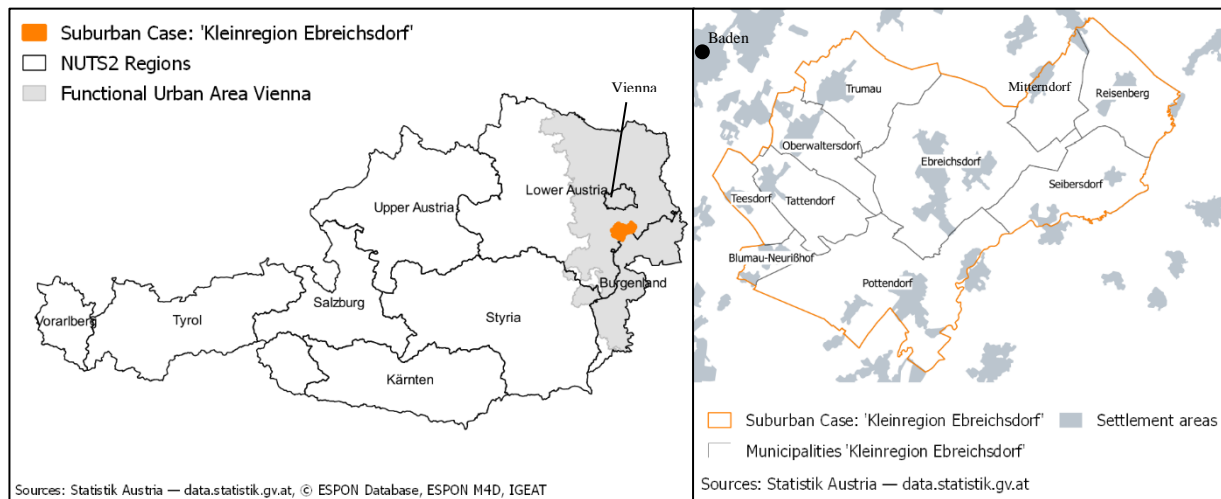 Suburban Case: 'Kleinregion Ebreichsdorf'
NUTS2 Regions
Functional Urban Area Vienna
Vienna
Lower Austria
Upper Austria
Burgenland
Salzburg
Vorarlberg
Tyrol
Styria
Kärnten
Sources: Statistik Austria — data.statistik.gv.at, © ESPON Database, ESPON M4D, IGEAT
Baden
Trumau
Mitterndorf
Reisenberg
Oberwaltersdorf
Ebreichsdorf
Seibersdorf
Teesdorf
Tattendorf
Blumau-Neurißhof
Pottendorf
Suburban Case: 'Kleinregion Ebreichsdorf'
Settlement areas
Municipalities 'Kleinregion Ebreichsdorf'
Sources: Statistik Austria — data.statistik.gv.at